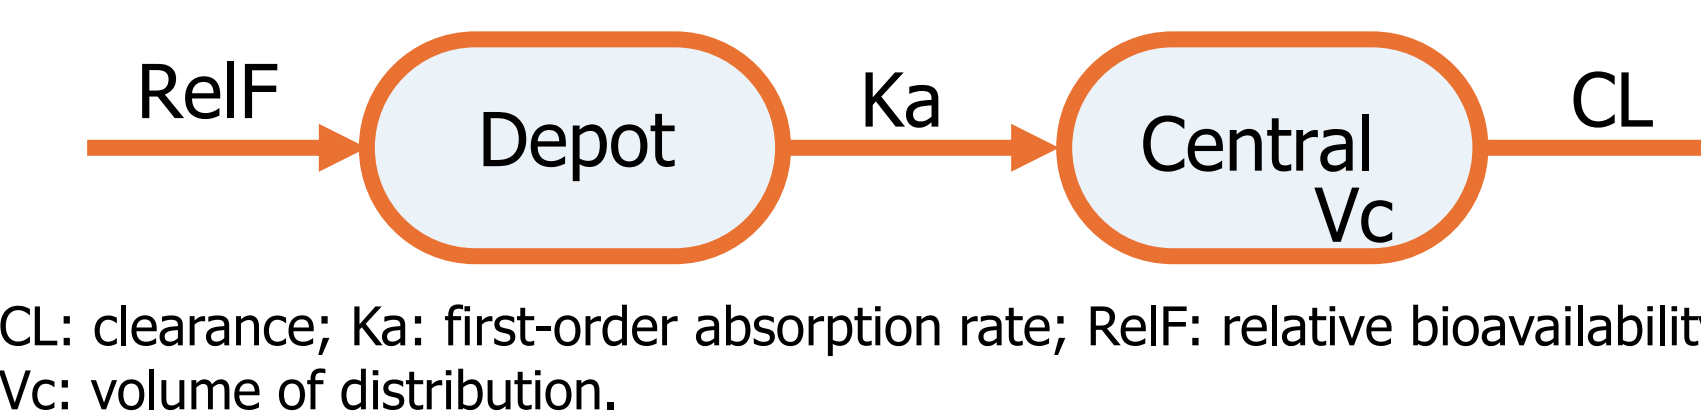 RelF
Depot
Ka
Central
Vc
CL
CL: clearance; Ka: first-order absorption rate; RelF: relative
Vc: volume of distribution.